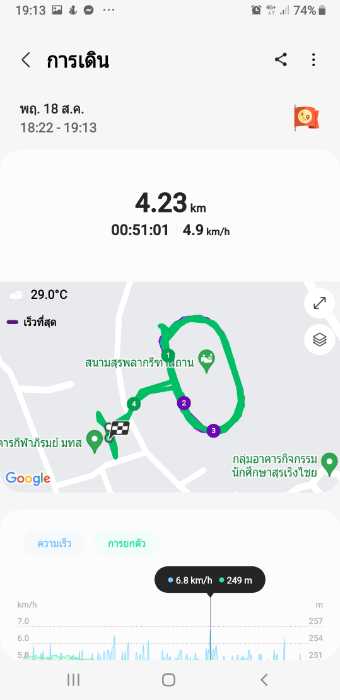 19:13 74%
การเดิน
พฤ. 18 ส.ค.
18:22 - 19:13
4.23 km
00:51:01 4.9 km/h
29.0°C
เร็วที่สุด
1
สนามสุรพลากรีฑาสถาน
4
2
3
คารกีฬาภิรมย์ มทส
กลุ่มอาคารกิจกรรม
นักศึกษาสุรเริงไชย
Google
ความเร็ว การยกตัว
6.8 km/h 249 m
km/h m
7.0 257
6.0 254
5.0 251